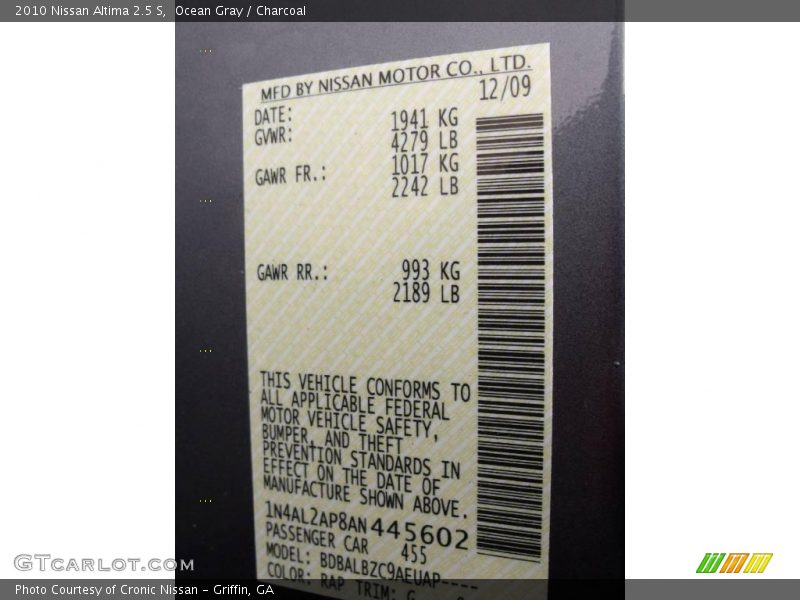 2010 Nissan Altima 2.5 S,  Ocean Gray / Charcoal
MFD BY NISSAN MOTOR CO., LTD.
DATE: 12/09
GVWR: 1941 KG
4279 LB
GAWR FR.: 1017 KG
2242 LB
GAWR RR.: 993 KG
2189 LB
THIS VEHICLE CONFORMS TO
ALL APPLICABLE FEDERAL
MOTOR VEHICLE SAFETY,
BUMPER, AND THEFT
PREVENTION STANDARDS IN
EFFECT ON THE DATE OF
MANUFACTURE SHOWN ABOVE.
1N4AL2AP8AN445602
PASSENGER CAR 455
MODEL: BDBALBZC9AEUAP----
COLOR: RAP TRIM: G
GTCARLOT.COM
Photo Courtesy of Cronic Nissan – Griffin, GA